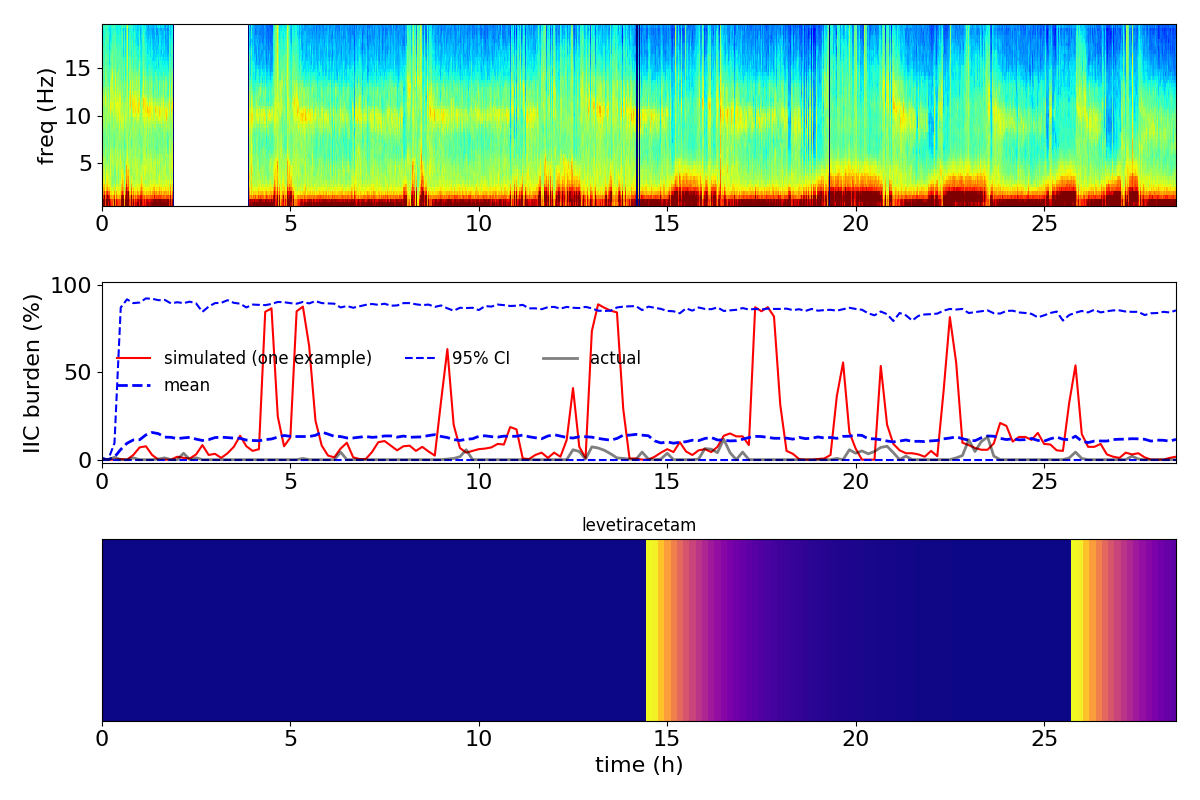 freq (Hz)
15
10
5
0 5 10 15 20 25
IIC burden (%)
100
50
0
simulated (one example) 95% CI actual
mean
0 5 10 15 20 25
levetiracetam
0 5 10 15 20 25
time (h)